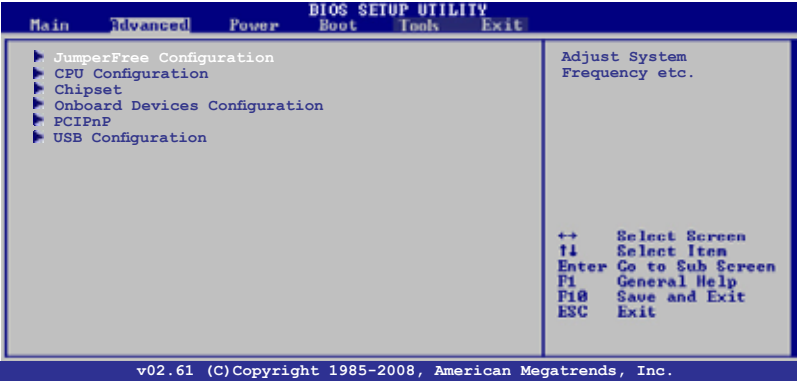 BIOS SETUP UTILITY
Main Advanced Power Boot Tools Exit
JumperFree Configuration
CPU Configuration
Chipset
Onboard Devices Configuration
PCIPnP
USB Configuration
Adjust System
Frequency etc.
↔ Select Screen
↑↓ Select Item
Enter Go to Sub Screen
F1 General Help
F10 Save and Exit
ESC Exit
v02.61 (C)Copyright 1985-2008, American Megatrends, Inc.